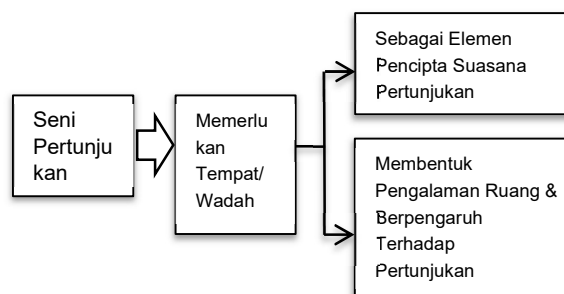 Seni
Pertunju
kan
Memerlu
kan
Tempat/
Wadah
Sebagai Elemen
Pencipta Suasana
Pertunjukan
Membentuk
Pengalaman Ruang &
Berpengaruh
Terhadap
Pertunjukan